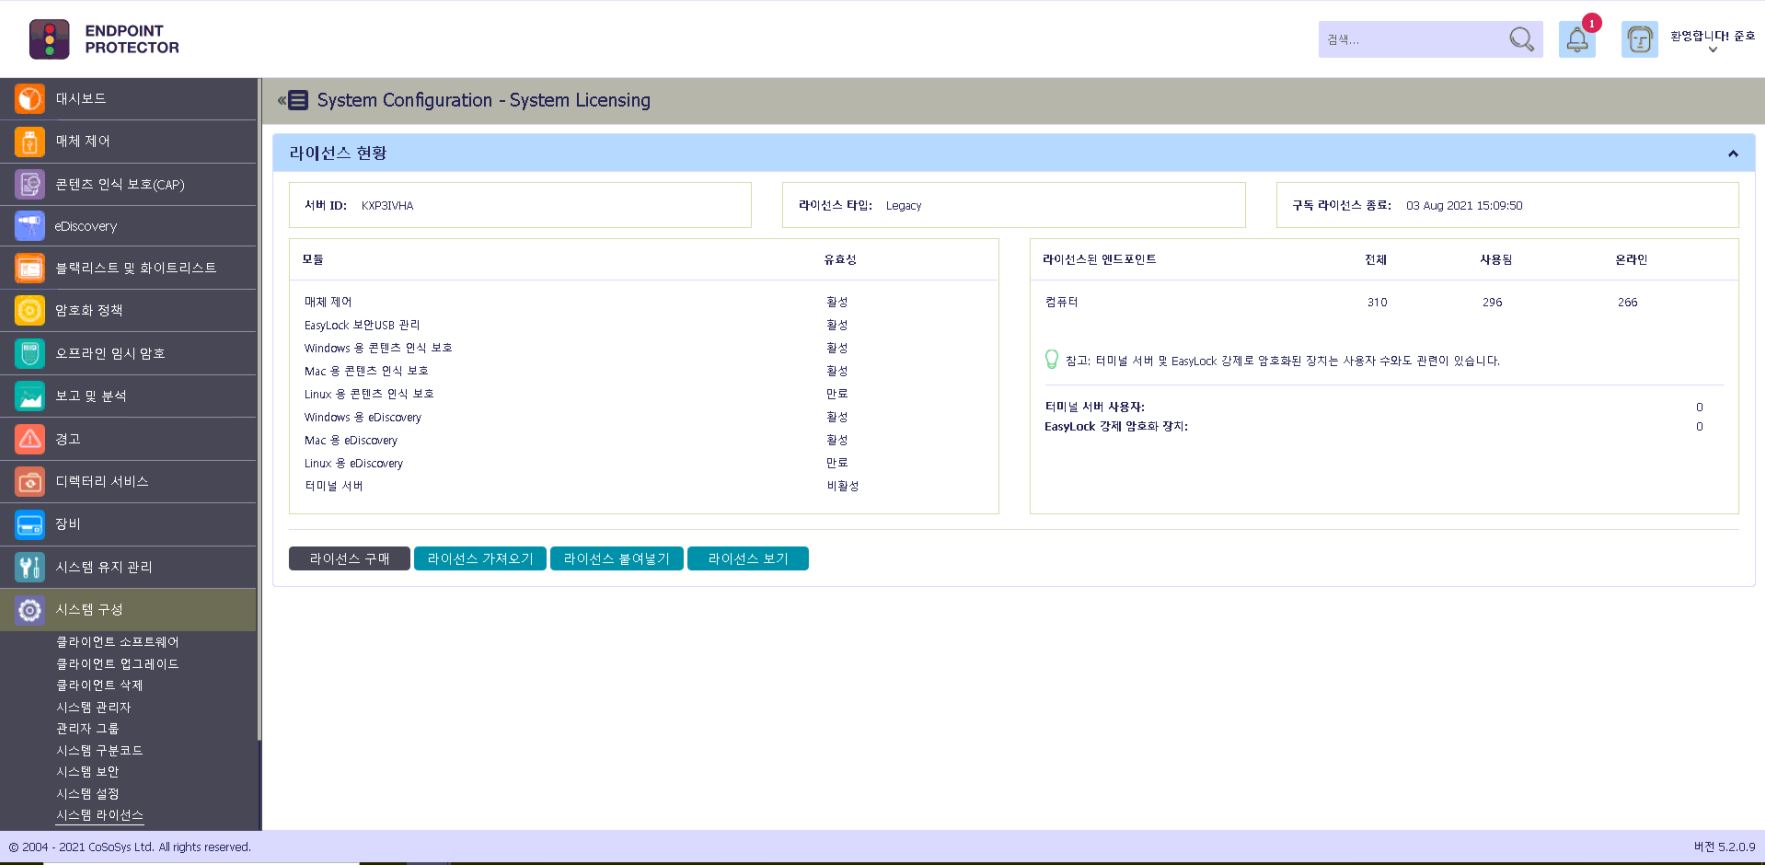 ENDPOINT
PROTECTOR
검색...
1
환영합니다! 준호
대시보드
매체 제어
콘텐츠 인식 보호(CAP)
eDiscovery
블랙리스트 및 화이트리스트
암호화 정책
오프라인 임시 암호
보고 및 분석
경고
디렉터리 서비스
장비
시스템 유지 관리
시스템 구성
클라이언트 소프트웨어
클라이언트 업그레이드
클라이언트 삭제
시스템 관리자
관리자 그룹
시스템 구분코드
시스템 보안
시스템 설정
시스템 라이선스
System Configuration - System Licensing
라이선스 현황
서버 ID: KXP3IVHA
라이선스 타입: Legacy
구독 라이선스 종료: 03 Aug 2021 15:09:50
모듈 유효성
매체 제어 활성
EasyLock 보안USB 관리 활성
Windows 용 콘텐츠 인식 보호 활성
Mac 용 콘텐츠 인식 보호 활성
Linux 용 콘텐츠 인식 보호 만료
Windows 용 eDiscovery 활성
Mac 용 eDiscovery 활성
Linux 용 eDiscovery 만료
터미널 서버 비활성
라이선스된 엔드포인트 전체 사용됨 온라인
컴퓨터 310 296 266
참고: 터미널 서버 및 EasyLock 강제로 암호화된 장치는 사용자 수와도 관련이 있습니다.
터미널 서버 사용자: 0
EasyLock 강제 암호화 장치: 0
라이선스 구매 라이선스 가져오기 라이선스 붙여넣기 라이선스 보기
© 2004 - 2021 CoSoSys Ltd. All rights reserved.
버전 5.2.0.9